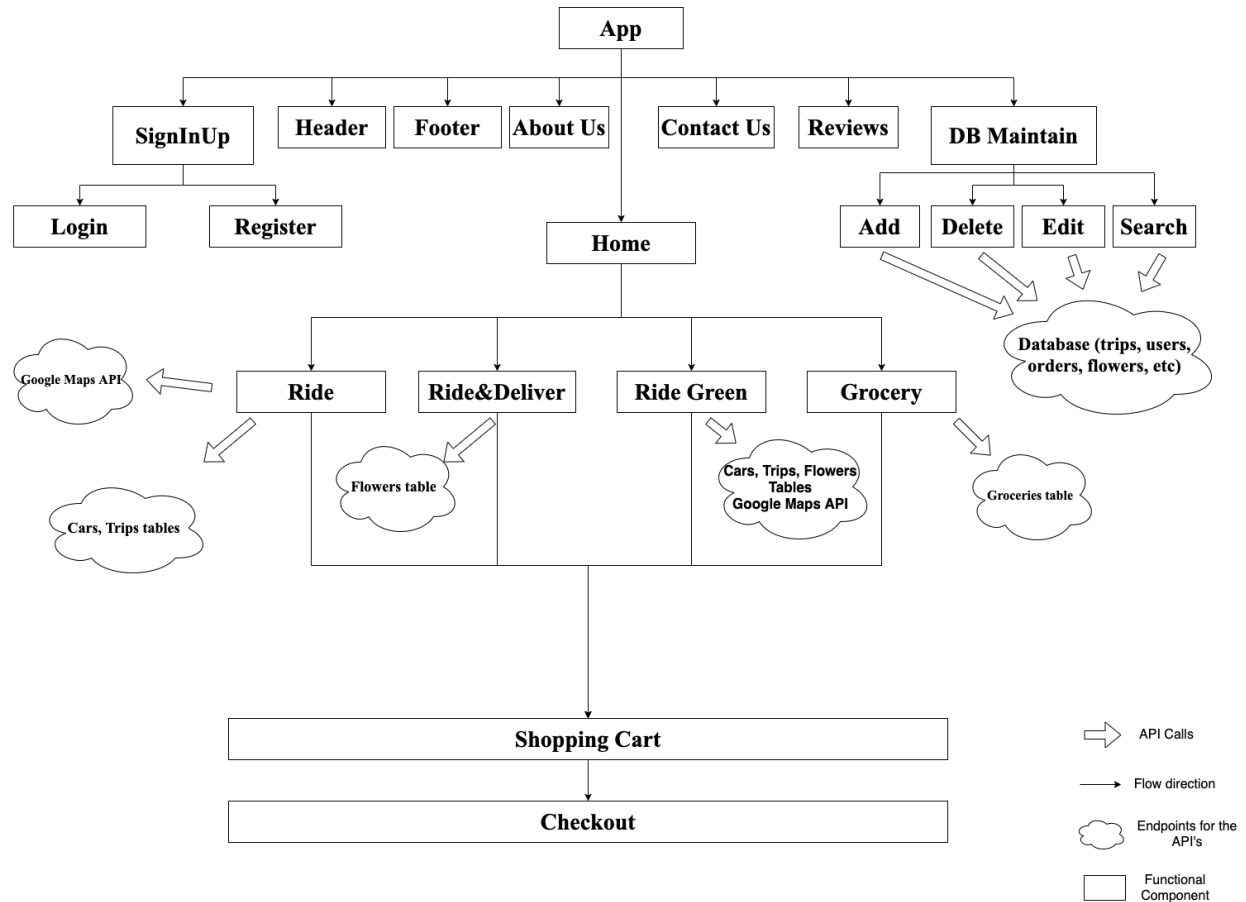 App
SignInUp
Header
Footer
About Us
Contact Us
Reviews
DB Maintain
Login
Register
Home
Add
Delete
Edit
Search
Database (trips, users,
orders, flowers, etc)
Google Maps API
Ride
Ride&Deliver
Ride Green
Grocery
Cars, Trips tables
Flowers table
Cars, Trips, Flowers
Tables
Google Maps API
Groceries table
Shopping Cart
Checkout
API Calls
Flow direction
Endpoints for the
API's
Functional
Component